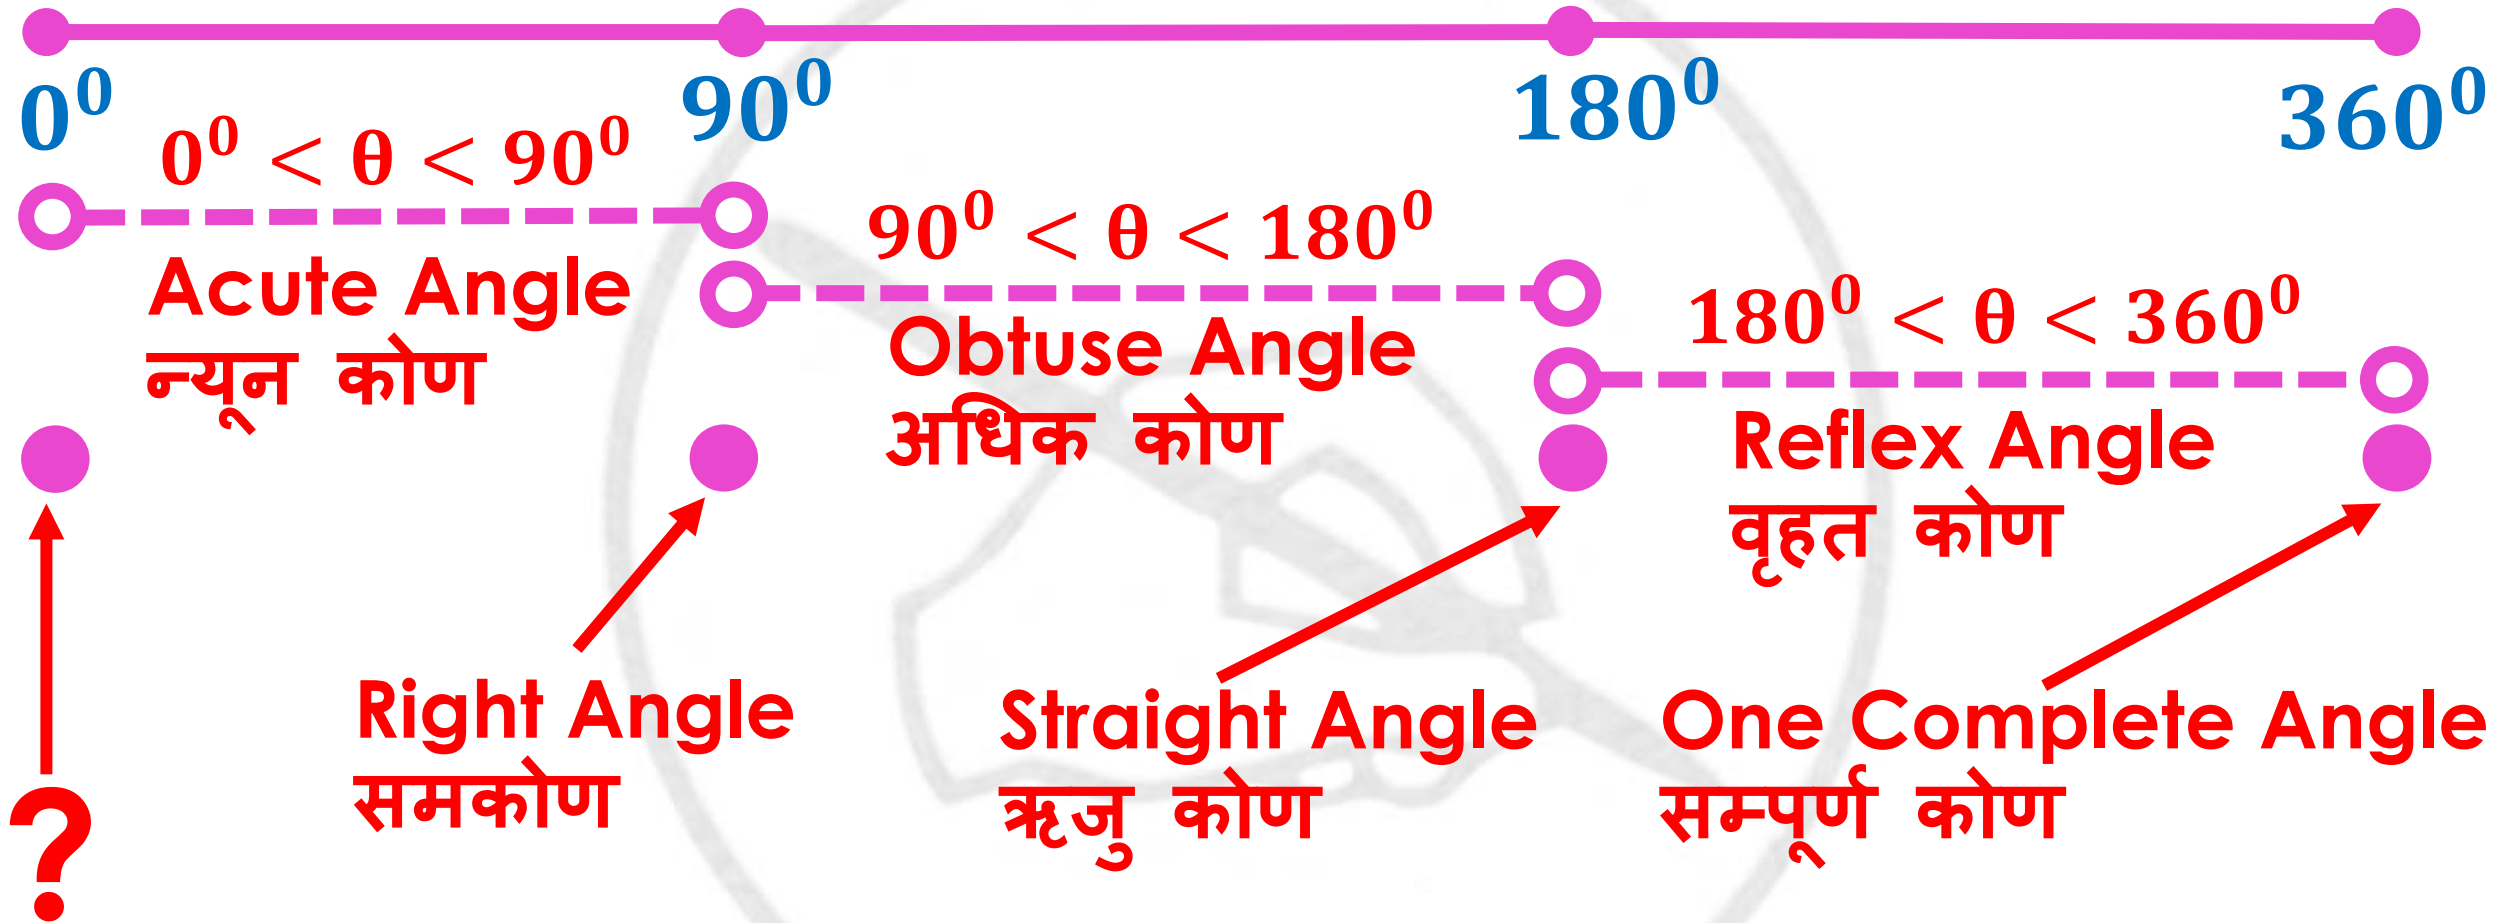 0⁰ 90⁰ 180⁰ 360⁰
0⁰ < θ < 90⁰
Acute Angle
न्यून कोण
90⁰ < θ < 180⁰
Obtuse Angle
अधिक कोण
180⁰ < θ < 360⁰
Reflex Angle
वृहत कोण
?
Right Angle
समकोण
Straight Angle
ऋजु कोण
One Complete Angle
सम्पूर्ण कोण